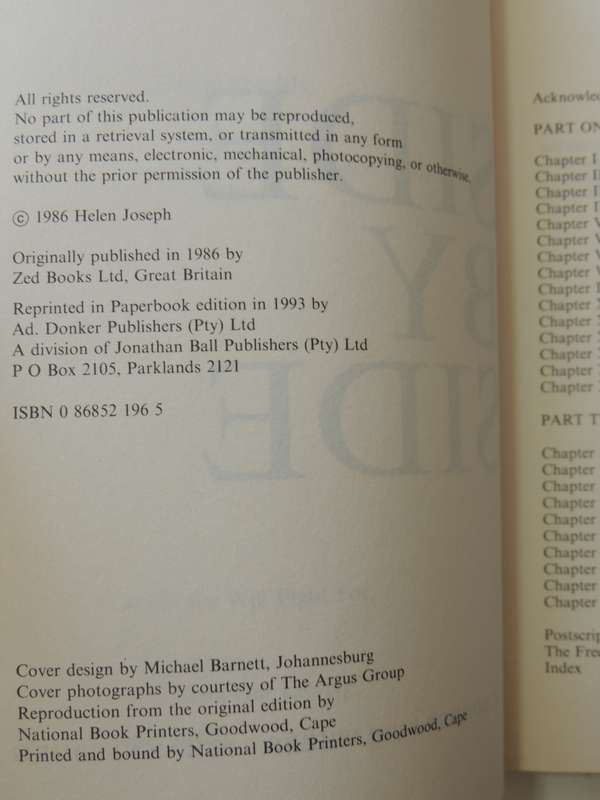 All rights reserved.
No part of this publication may be reproduced,
stored in a retrieval system, or transmitted in any form
or by any means, electronic, mechanical, photocopying, or otherwise,
without the prior permission of the publisher.
© 1986 Helen Joseph
Originally published in 1986 by
Zed Books Ltd, Great Britain
Reprinted in Paperbook edition in 1993 by
Ad. Donker Publishers (Pty) Ltd
A division of Jonathan Ball Publishers (Pty) Ltd
P O Box 2105, Parklands 2121
ISBN 0 86852 196 5
Cover design by Michael Barnett, Johannesburg
Cover photographs by courtesy of The Argus Group
Reproduction from the original edition by
National Book Printers, Goodwood, Cape
Printed and bound by National Book Printers, Goodwood, Cape
SIDE
BY
SIDE
PART
Chapter I
Chapter
Chapter
Chapter
Chapter
Chapter
Chapter
Chapter
Chapter
Chapter
Chapter
Chapter
Chapter
Chapter
Chapter
PART
Chapter
Chapter
Chapter
Chapter
Chapter
Chapter
Chapter
Chapter
Chapter
Chapter
The
Index